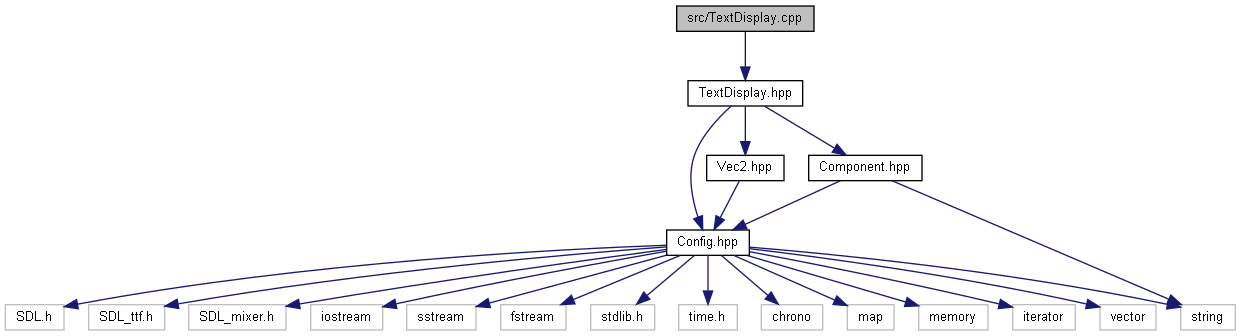 src/TextDisplay.cpp
TextDisplay.hpp
Vec2.hpp
Component.hpp
Config.hpp
SDL.h
SDL_ttf.h
SDL_mixer.h
iostream
sstream
fstream
stdlib.h
time.h
chrono
map
memory
iterator
vector
string